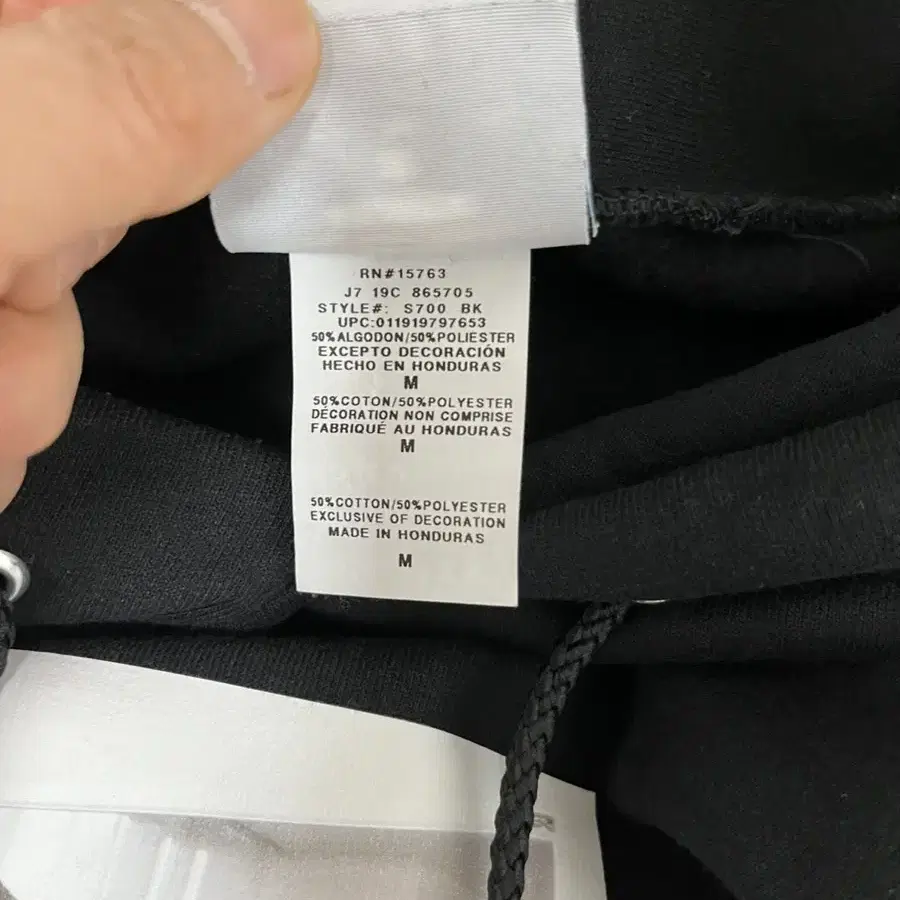 RN#15763
J7 19C 865705
STYLE#: S700 BK
UPC:011919797653
50%ALGODON/50%POLIESTER
EXCEPTO DECORACIÓN
HECHO EN HONDURAS
M
50%COTON/50%POLYESTER
DÉCORATION NON COMPRISE
FABRIQUÉ AU HONDURAS
M
50%COTTON/50%POLYESTER
EXCLUSIVE OF DECORATION
MADE IN HONDURAS
M